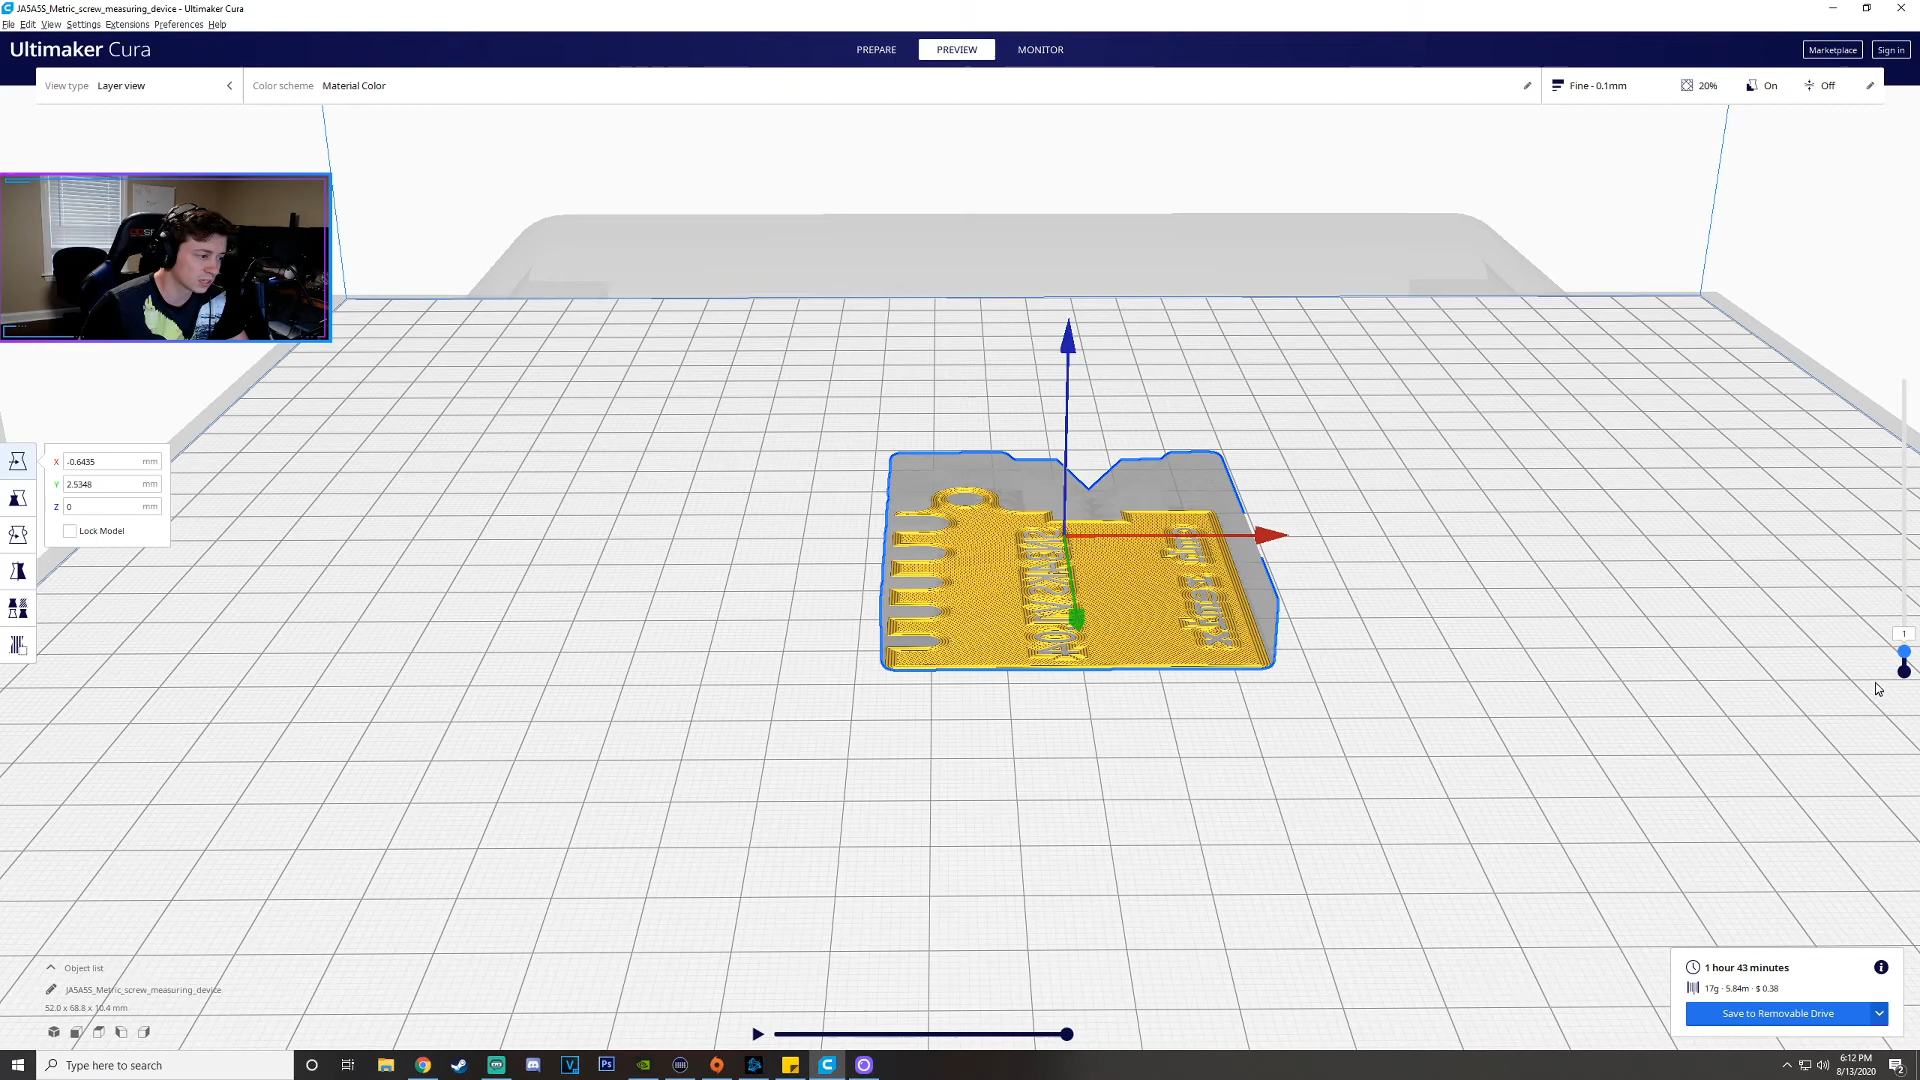 JA5A5S_Metric_screw_measuring_device - Ultimaker Cura
File Edit View Settings Extensions Preferences Help
Ultimaker Cura
PREPARE PREVIEW MONITOR
Marketplace Sign in
View type Layer view
Color scheme Material Color
Fine - 0.1mm 20% On Off
X -0.6435 mm
Y 2.5348 mm
Z 0 mm
Lock Model
1
Object list
JA5A5S_Metric_screw_measuring_device
52.0 x 68.8 x 10.4 mm
1 hour 43 minutes
17g · 5.84m · $ 0.38
Save to Removable Drive
Type here to search
6:12 PM
8/13/2020